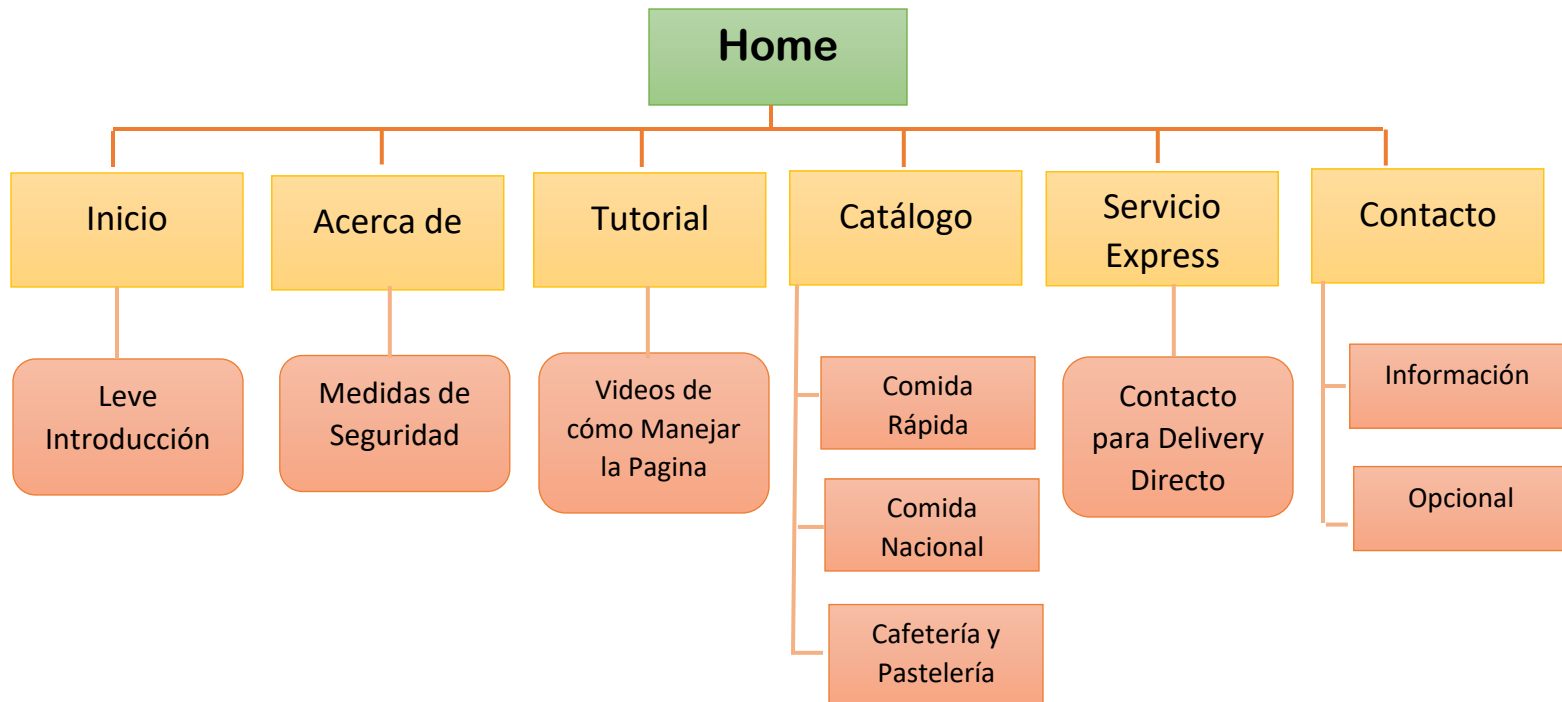 Home
Inicio
Acerca de
Tutorial
Catálogo
Servicio
Express
Contacto
Leve
Introducción
Medidas de
Seguridad
Videos de
cómo Manejar
la Pagina
Comida
Rápida
Comida
Nacional
Cafetería y
Pastelería
Contacto
para Delivery
Directo
Información
Opcional